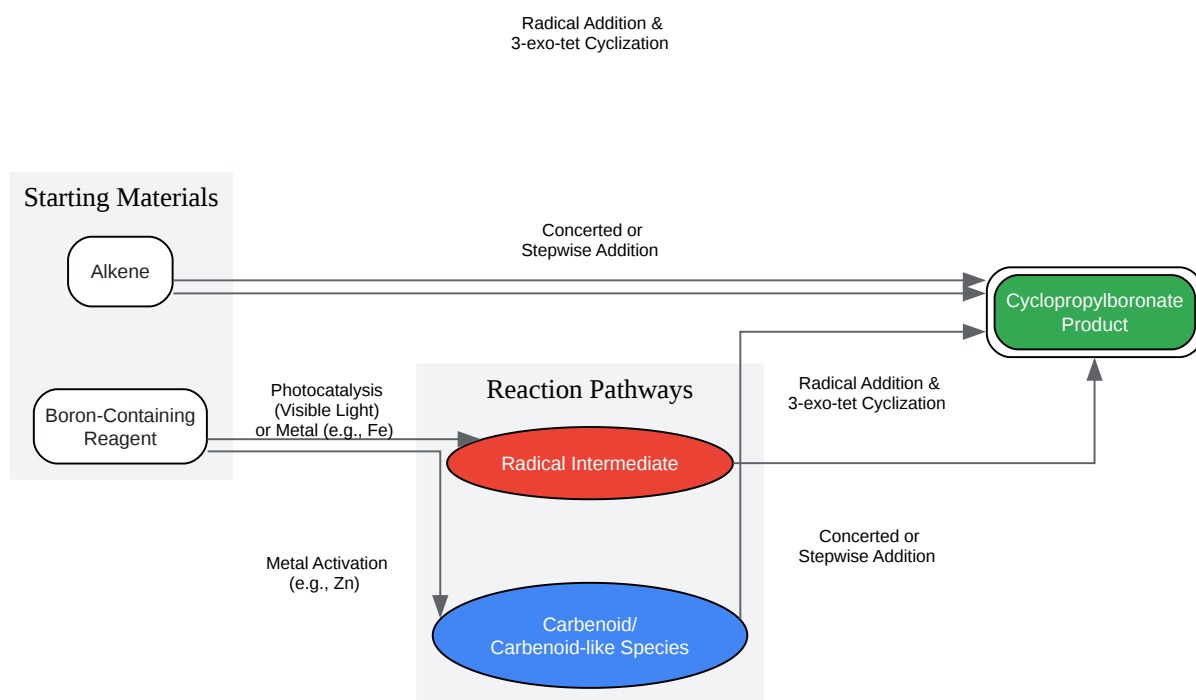 Radical Addition &
3-exo-tet Cyclization
Starting Materials
Concerted or
Stepwise Addition
Alkene
Cyclopropylboronate
Product
Reaction Pathways
Photocatalysis
(Visible Light)
or Metal (e.g., Fe)
Radical Addition &
3-exo-tet Cyclization
Boron-Containing
Reagent
Radical Intermediate
Metal Activation
(e.g., Zn)
Concerted or
Stepwise Addition
Carbenoid/
Carbenoid-like Species